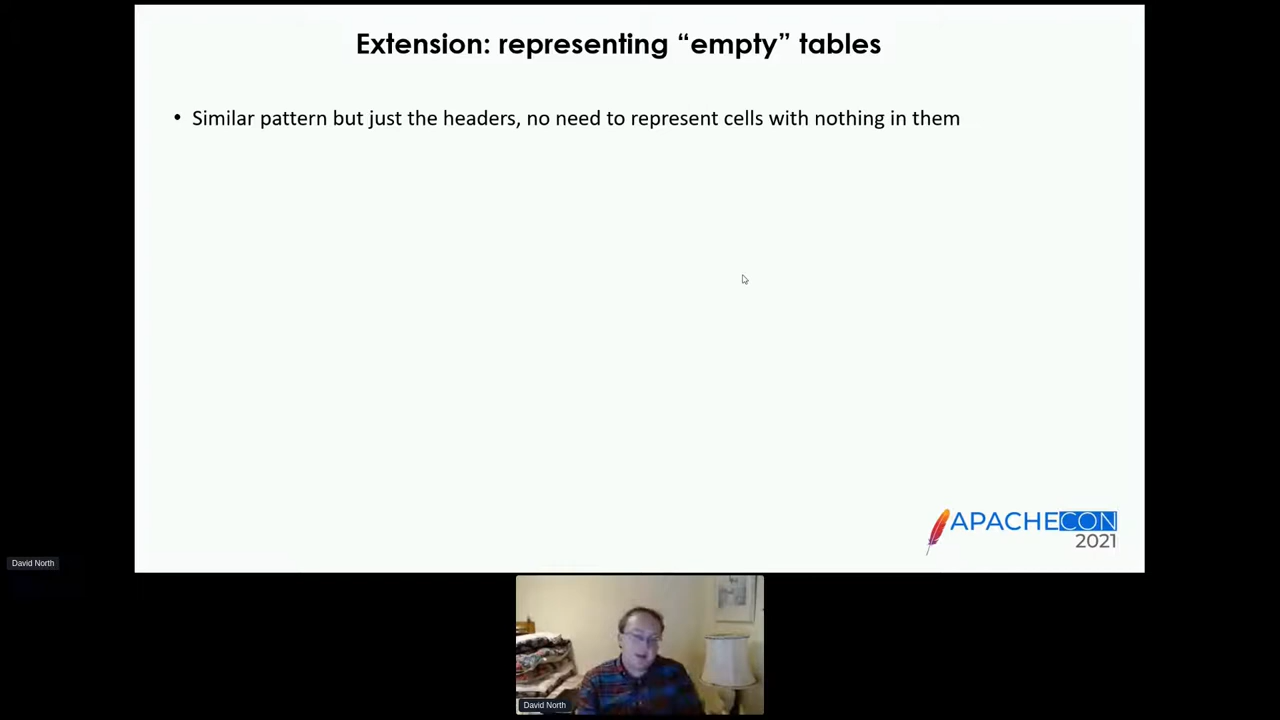 Extension: representing “empty” tables
• Similar pattern but just the headers, no need to represent cells with nothing in them
APACHECON
2021
David North
David North